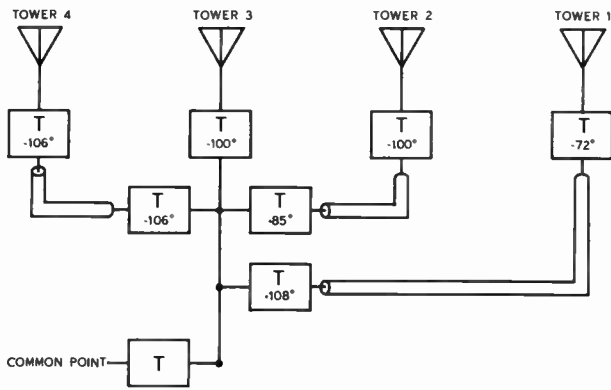 TOWER 4 TOWER 3 TOWER 2 TOWER 1
T T T T
-106° -100° -100° -72°
T T
-106° +85°
T
+108°
COMMON POINT T